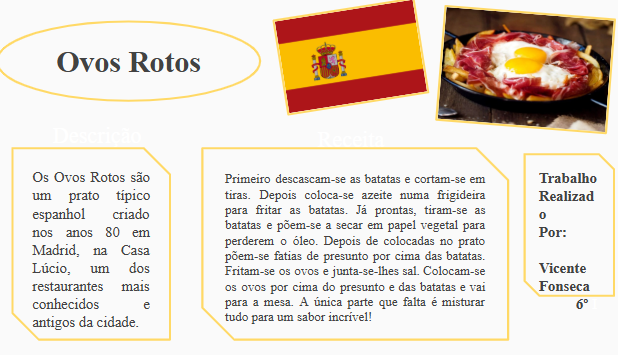 Ovos Rotos
Descrição
Receita
Os Ovos Rotos são
um prato típico
espanhol criado
nos anos 80 em
Madrid, na Casa
Lúcio, um dos
restaurantes mais
conhecidos e
antigos da cidade.
Primeiro descascam-se as batatas e cortam-se em
tiras. Depois coloca-se azeite numa frigideira
para fritar as batatas. Já prontas, tiram-se as
batatas e põem-se a secar em papel vegetal para
perderem o óleo. Depois de colocadas no prato
põem-se fatias de presunto por cima das batatas.
Fritam-se os ovos e junta-se-lhes sal. Colocam-se
os ovos por cima do presunto e das batatas e vai
para a mesa. A única parte que falta é misturar
tudo para um sabor incrível!
Trabalho
Realizad
o
Por:
Vicente
Fonseca
6º